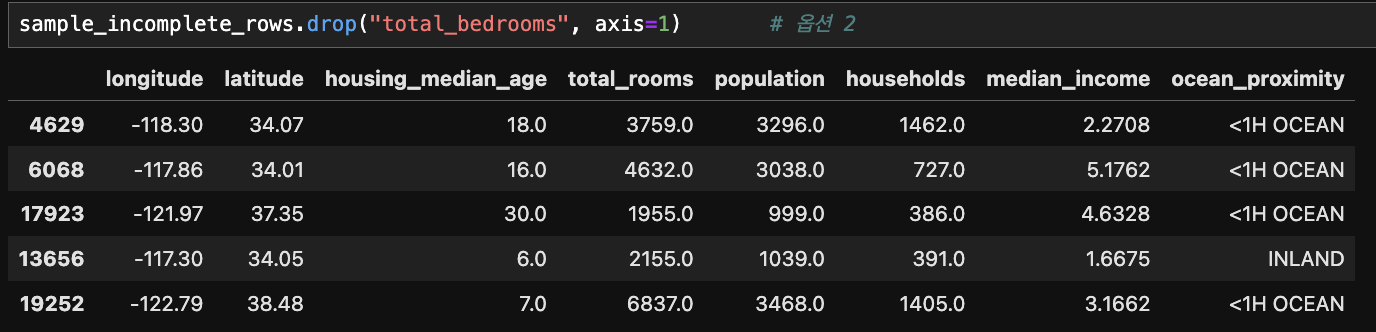 sample_incomplete_rows.drop("total_bedrooms", axis=1) # 옵션 2
longitude latitude housing_median_age total_rooms population households median_income ocean_proximity
4629 -118.30 34.07 18.0 3759.0 3296.0 1462.0 2.2708 <1H OCEAN
6068 -117.86 34.01 16.0 4632.0 3038.0 727.0 5.1762 <1H OCEAN
17923 -121.97 37.35 30.0 1955.0 999.0 386.0 4.6328 <1H OCEAN
13656 -117.30 34.05 6.0 2155.0 1039.0 391.0 1.6675 INLAND
19252 -122.79 38.48 7.0 6837.0 3468.0 1405.0 3.1662 <1H OCEAN